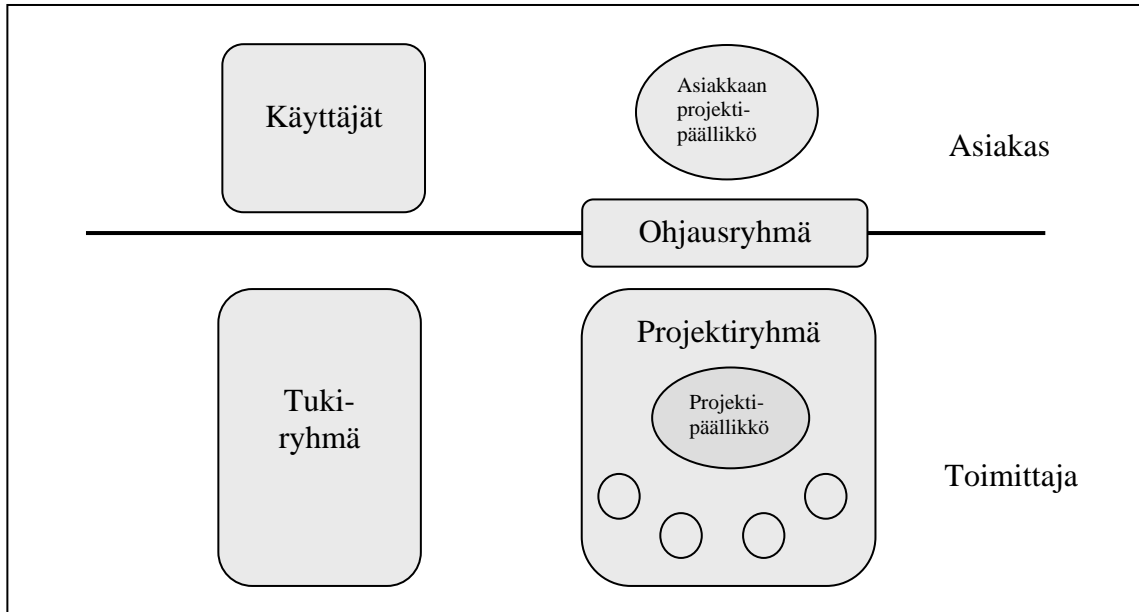 Käyttäjät
Asiakkaan
projekti-
päällikkö
Asiakas
Ohjausryhmä
Tuki-
ryhmä
Projektiryhmä
Projekti-
päällikkö
Toimittaja